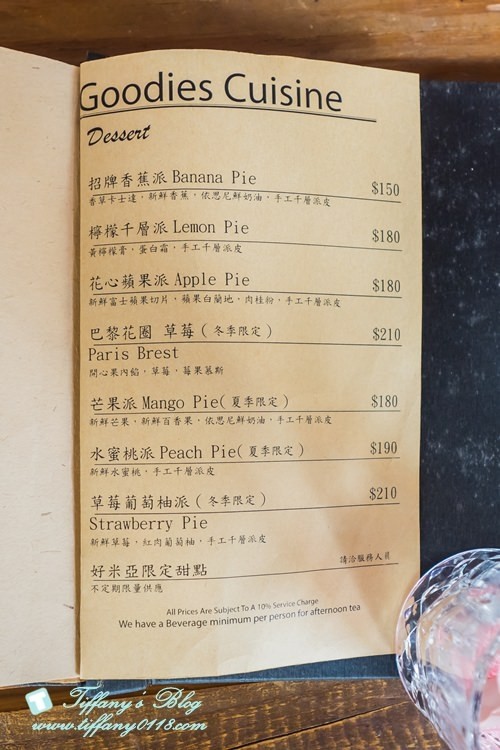 Goodies Cuisine
Dessert
招牌香蕉派 Banana Pie $150
香草卡士達，新鮮香蕉，依思尼鮮奶油，手工千層派皮
檸檬千層派 Lemon Pie $180
黃檸檬膏，蛋白霜，手工千層派皮
花心蘋果派 Apple Pie $180
新鮮富士蘋果切片，蘋果白蘭地，肉桂粉，手工千層派皮
巴黎花圈 草莓（冬季限定） $210
Paris Brest
開心果內餡，草莓，莓果慕斯
芒果派 Mango Pie(夏季限定) $180
新鮮芒果，新鮮百香果，依思尼鮮奶油，手工千層派皮
水蜜桃派 Peach Pie(夏季限定) $190
新鮮水蜜桃，手工千層派皮
草莓葡萄柚派（冬季限定） $210
Strawberry Pie
新鮮草莓，紅肉葡萄柚，手工千層派皮
好米亞限定甜點 請洽服務人員
不定期限量供應
All Prices Are Subject To A 10% Service Charge
We have a Beverage minimum per person for afternoon tea
Tiffany's Blog
www.tiffany0118.com